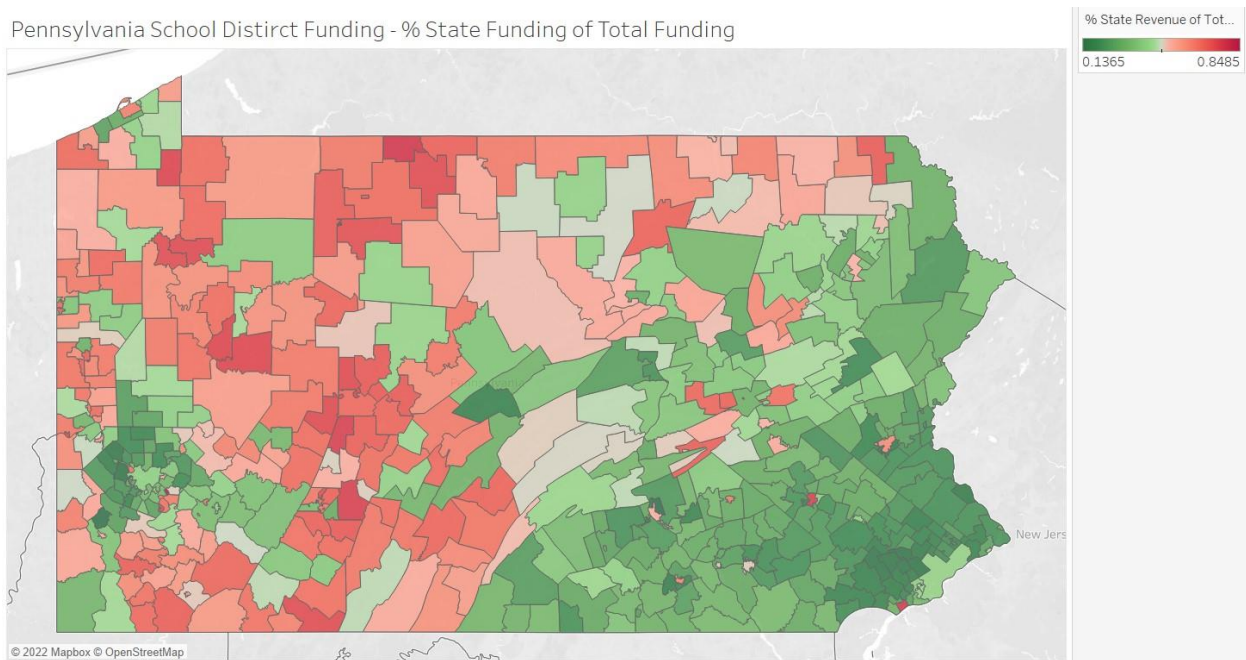 Pennsylvania School Distirct Funding - % State Funding of Total Funding
% State Revenue of Tot...
0.1365 0.8485
New Jers
© 2022 Mapbox © OpenStreetMap